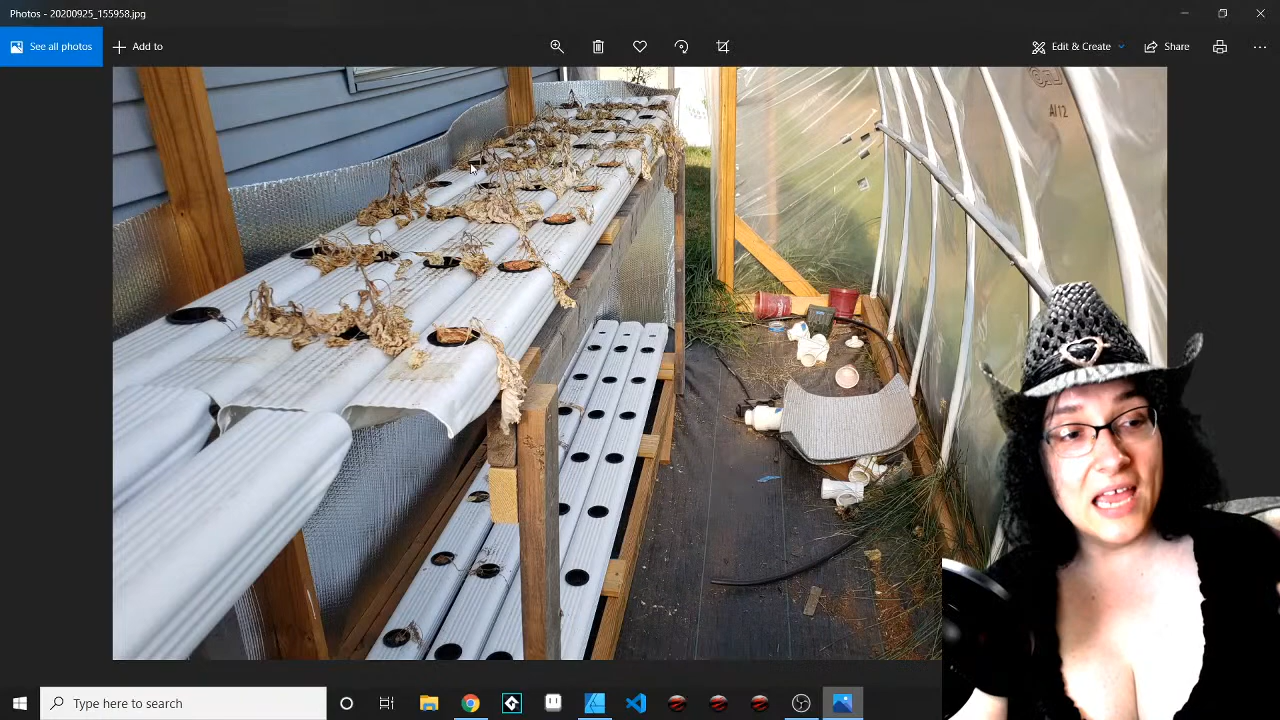 Photos - 20200925_155958.jpg
See all photos
Add to
Edit & Create
Share
AI12
Type here to search